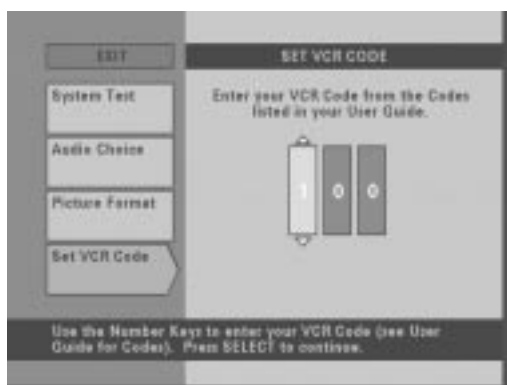 EXIT
SET VCR CODE
System Test
Audio Choice
Picture Format
Set VCR Code
Enter your VCR Code from the Codes
listed in your User Guide.
1 0 0
Use the Number Keys to enter your VCR Code (see User
Guide for Codes). Press SELECT to continue.